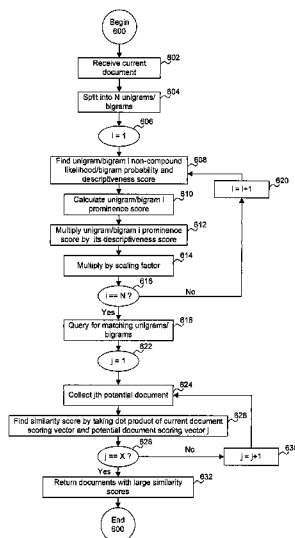 Begin
600
Receive current
document
602
Split into N unigrams/
bigrams
604
i = 1
606
Find unigram/bigram i non-compound
likelihood/bigram probability and
descriptiveness score
608
i = i+1
620
Calculate unigram/bigram i
prominence score
610
Multiply unigram/bigram i prominence
score by its descriptiveness score
612
Multiply by scaling factor
614
i == N ?
616
No
Yes
Query for matching unigrams/
bigrams
618
j = 1
622
Collect jth potential document
624
Find similarity score by taking dot product of current document
scoring vector and potential document scoring vector j
626
j == X ?
628
No
j = j+1
630
Yes
Return documents with large similarity
scores
632
End
600